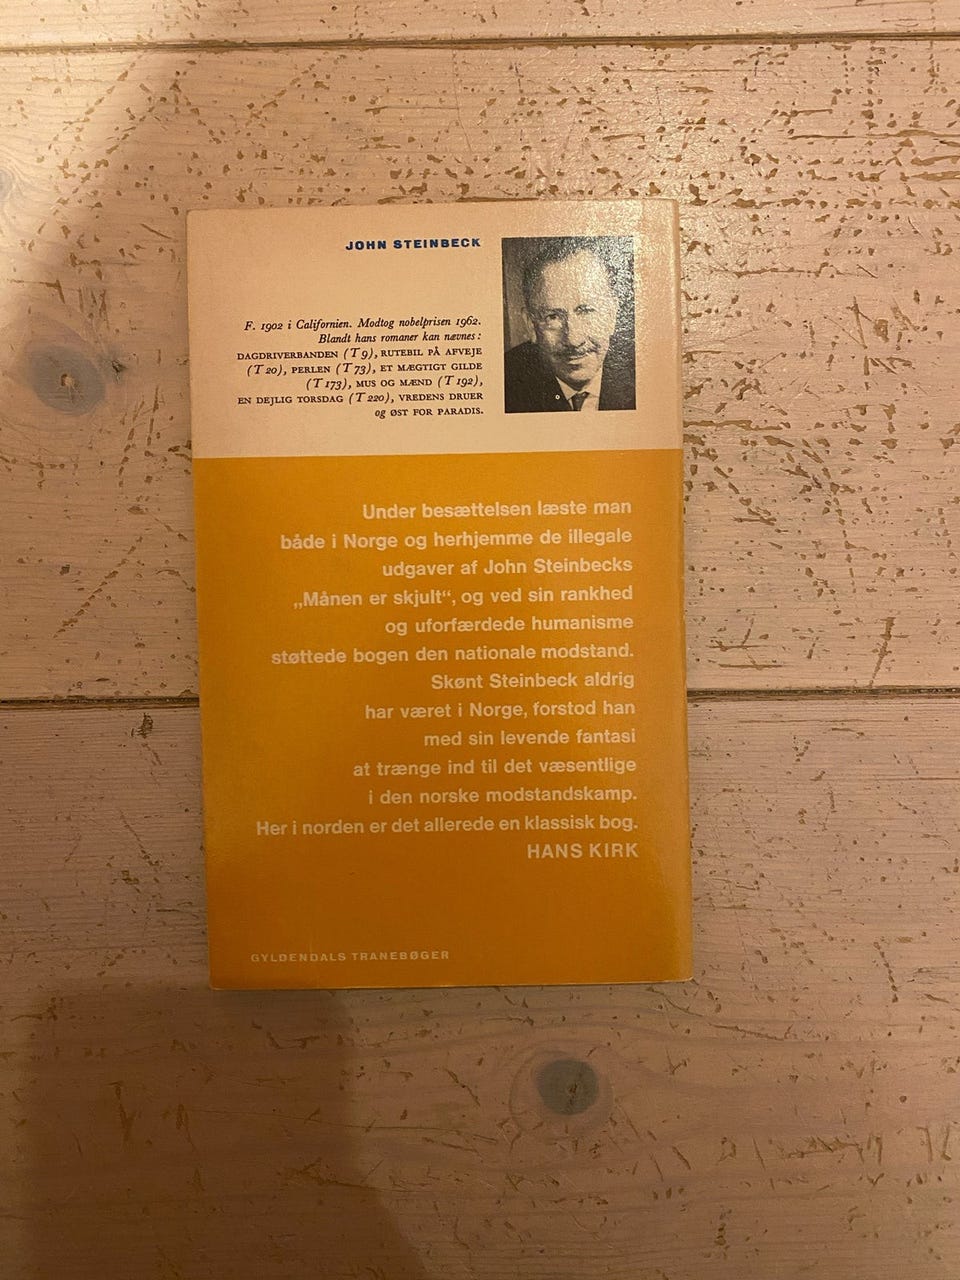 JOHN STEINBECK
F. 1902 i Californien. Modtog nobelprisen 1962.
Blandt hans romaner kan nævnes:
DAGDRIVERBANDEN (T 9), RUTEBIL PÅ AFVEJE
(T 20), PERLEN (T 73), ET MÆGTIGT GILDE
(T 173), MUS OG MÆND (T 192),
EN DEJLIG TORSDAG (T 220), VREDENS DRUER
og ØST FOR PARADIS.
Under besættelsen læste man
både i Norge og herhjemme de illegale
udgaver af John Steinbecks
„Månen er skjult“, og ved sin rankhed
og uforfærdede humanisme
støttede bogen den nationale modstand.
Skønt Steinbeck aldrig
har været i Norge, forstod han
med sin levende fantasi
at trænge ind til det væsentlige
i den norske modstandskamp.
Her i norden er det allerede en klassisk bog.
HANS KIRK
GYLDENDALS TRANEBØGER